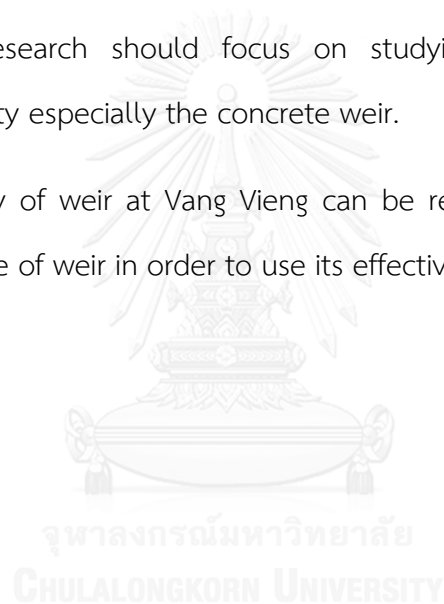 esearch should focus on study
ty especially the concrete weir.
y of weir at Vang Vieng can be re
e of weir in order to use its effectiv
จุฬาลงกรณ์มหาวิทยาลัย
CHULALONGKORN UNIVERSITY